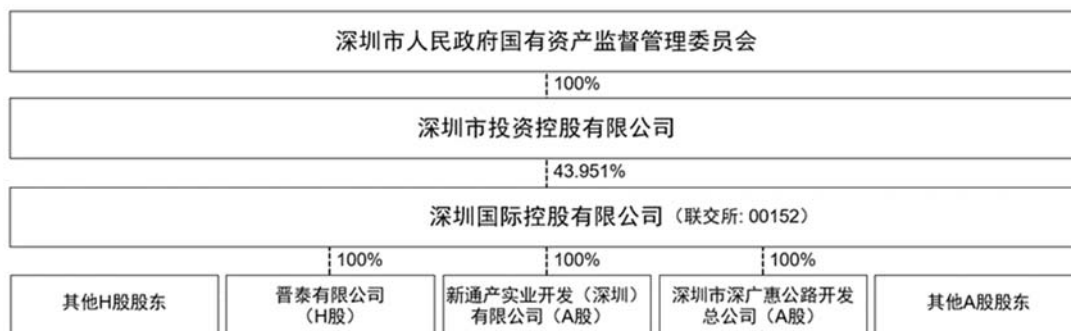 深圳市人民政府国有资产监督管理委员会
100%
深圳市投资控股有限公司
43.951%
深圳国际控股有限公司（联交所: 00152）
100%
100%
100%
其他H股股东
晋泰有限公司
（H股）
新通产实业开发（深圳）
有限公司（A股）
深圳市深广惠公路开发
总公司（A股）
其他A股股东